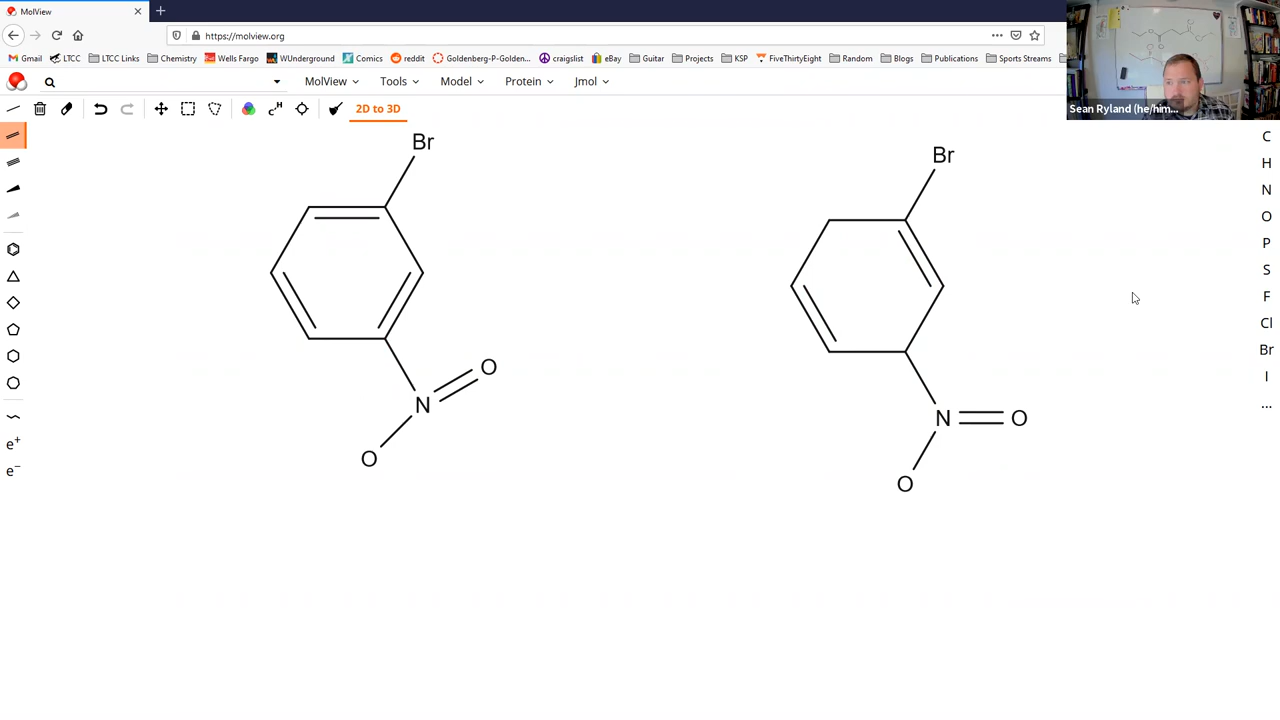 MolView
https://molview.org
Gmail LTCC LTCC Links Chemistry Wells Fargo WUnderground Comics reddit Goldenberg-P-Golden... craigslist eBay Guitar Projects KSP FiveThirtyEight Random Blogs Publications Sports Streams
Sean Ryland (he/him...
MolView Tools Model Protein Jmol
2D to 3D
C
H
N
O
P
S
F
Cl
Br
I
...
e+
e−
Br
O
N
O
Br
N O
O